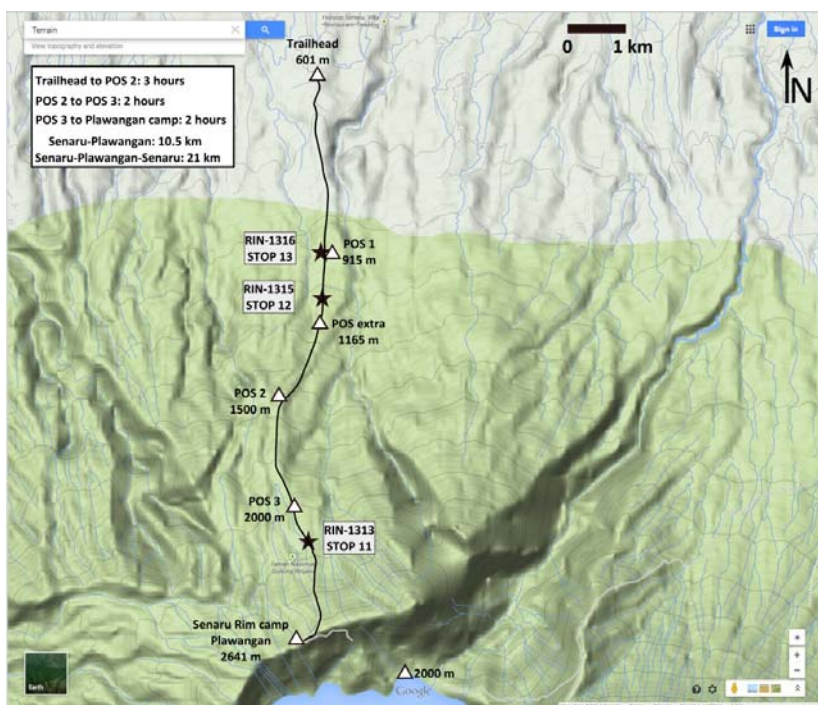 Terrain
View topography and elevation
Trailhead
601 m
0 1 km
Sign in
N
Trailhead to POS 2: 3 hours
POS 2 to POS 3: 2 hours
POS 3 to Plawangan camp: 2 hours
Senaru-Plawangan: 10.5 km
Senaru-Plawangan-Senaru: 21 km
RIN-1316
STOP 13
POS 1
915 m
RIN-1315
STOP 12
POS extra
1165 m
POS 2
1500 m
POS 3
2000 m
RIN-1313
STOP 11
Senaru Rim camp
Plawangan
2641 m
2000 m
Google
Earth